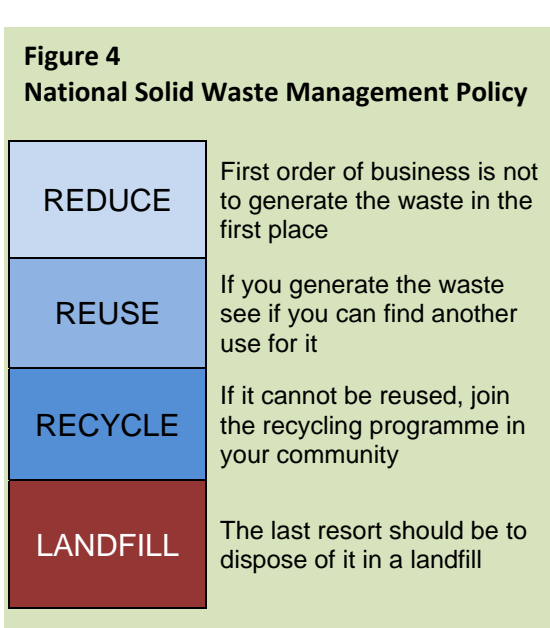 Figure 4
National Solid Waste Management Policy
REDUCE
First order of business is not
to generate the waste in the
first place
REUSE
If you generate the waste
see if you can find another
use for it
RECYCLE
If it cannot be reused, join
the recycling programme in
your community
LANDFILL
The last resort should be to
dispose of it in a landfill